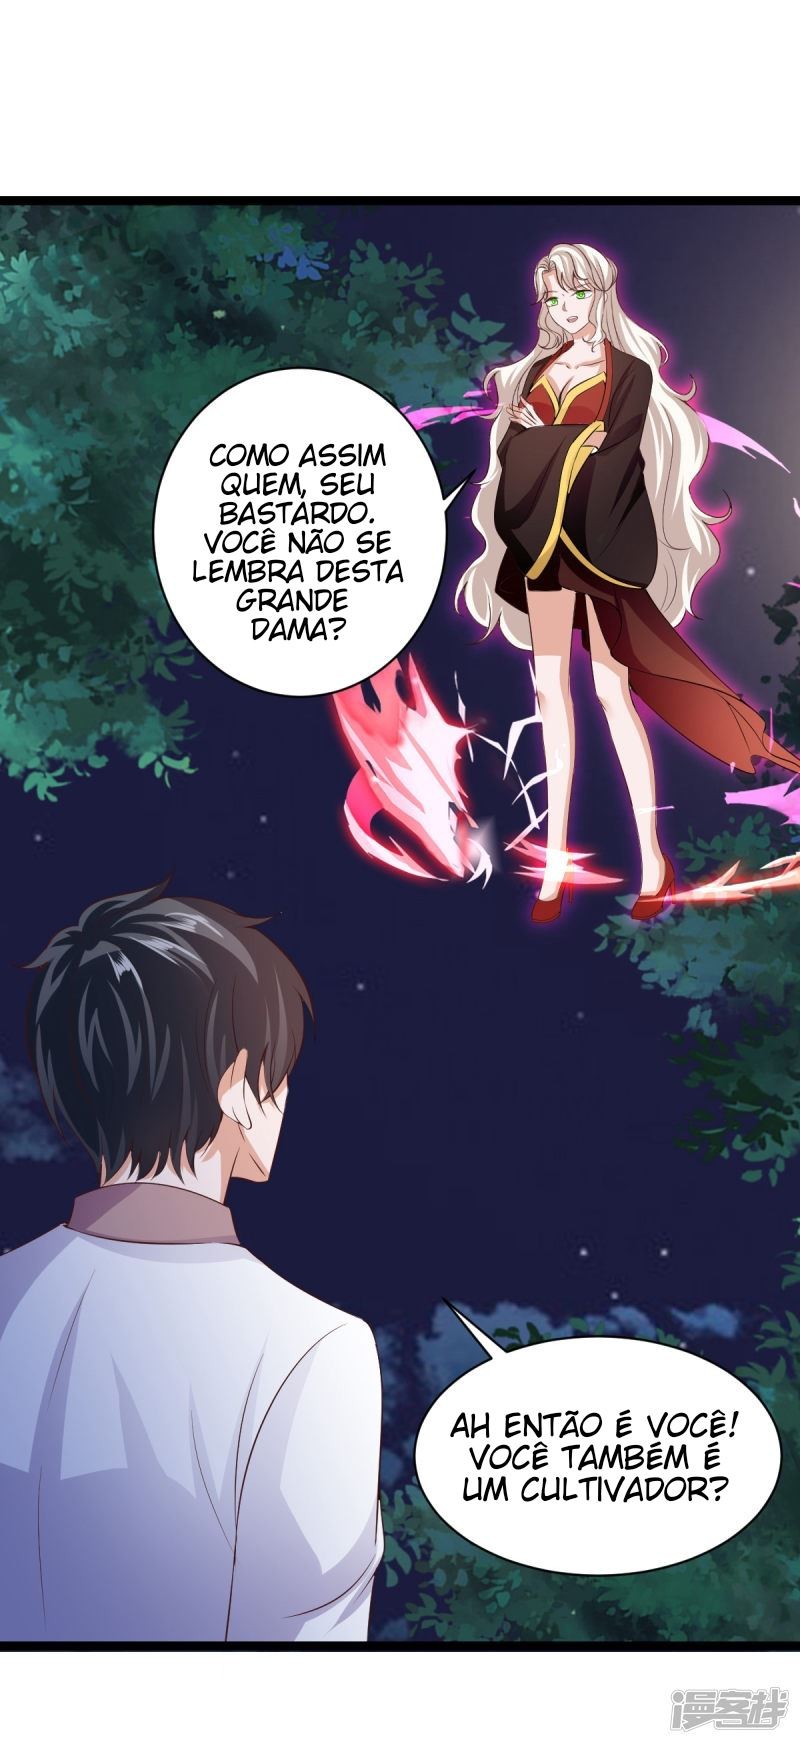 COMO ASSIM
QUEM, SEU
BASTARDO.
VOCÊ NÃO SE
LEMBRA DESTA
GRANDE
DAMA?
AH ENTÃO É VOCÊ!
VOCÊ TAMBÉM É
UM CULTIVADOR?
漫客栈